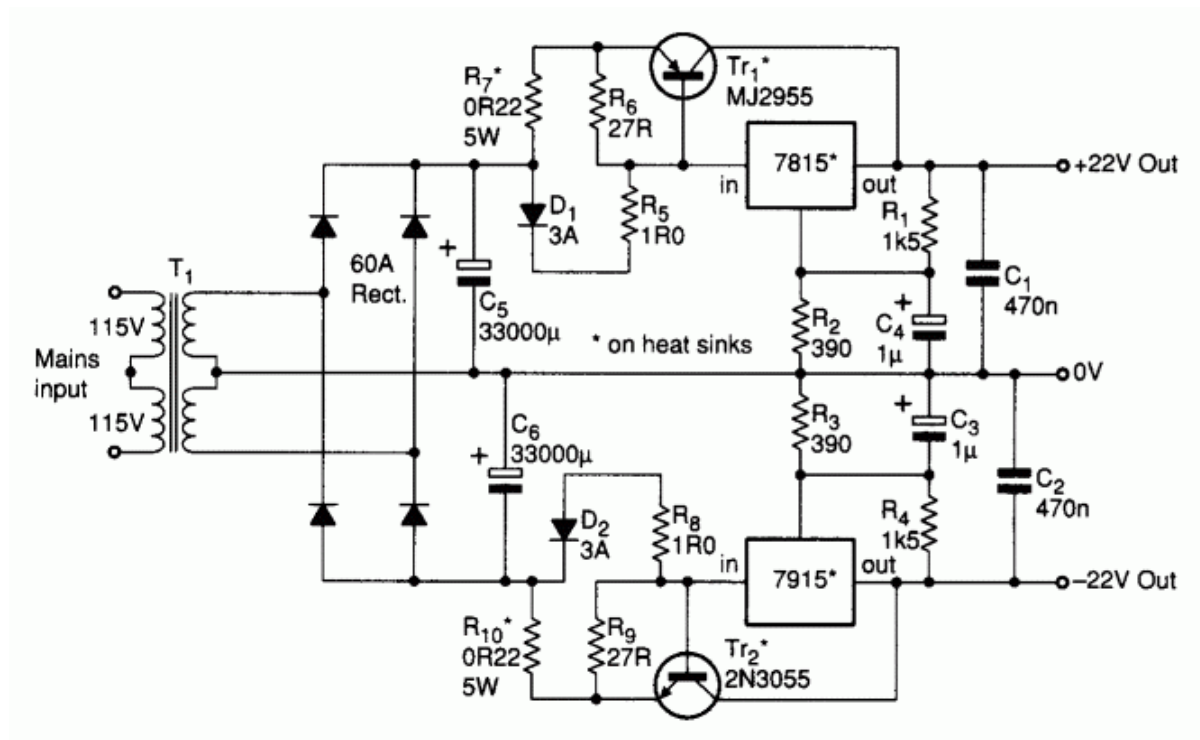 R7*
0R22
5W
R6
27R
Tr1*
MJ2955
7815*
in
out
+22V Out
D1
3A
R5
1R0
R1
1k5
C1
470n
T1
60A
Rect.
+
C5
33000µ
115V
Mains
input
115V
* on heat sinks
R2
390
+
C4
1µ
0V
R3
390
+
C3
1µ
C6
33000µ
+
C2
470n
D2
3A
R8
1R0
R4
1k5
in
7915*
out
–22V Out
R10*
0R22
5W
R9
27R
Tr2*
2N3055